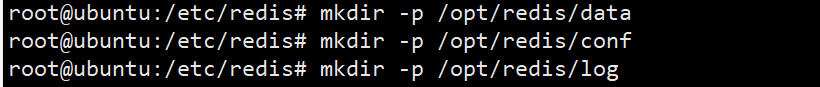 root@ubuntu:/etc/redis# mkdir -p /opt/redis/data
root@ubuntu:/etc/redis# mkdir -p /opt/redis/conf
root@ubuntu:/etc/redis# mkdir -p /opt/redis/log